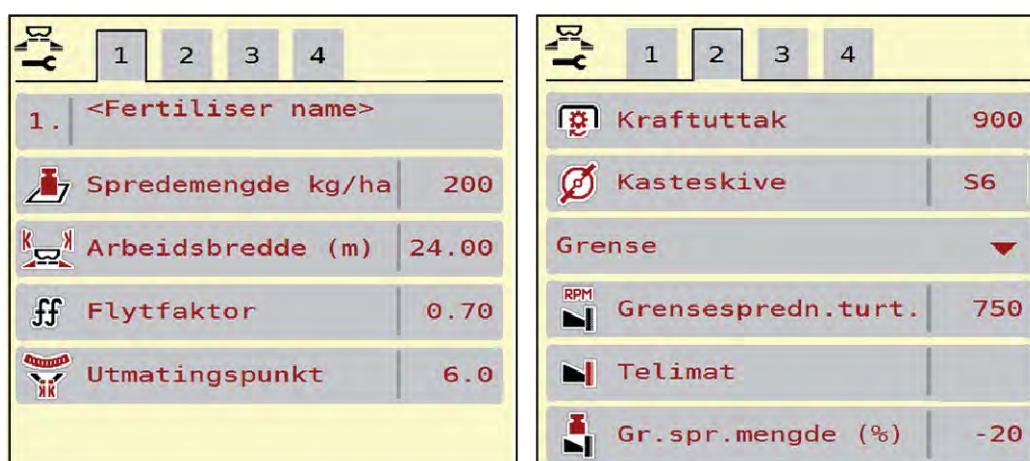 1 2 3 4
1. <Fertiliser name>
Spredemengde kg/ha 200
Arbeidsbredde (m) 24.00
ff Flytfaktor 0.70
Utmatingspunkt 6.0
1 2 3 4
Kraftuttak 900
Kasteskive S6
Grense
RPM Grensespredn.turt. 750
Telimat
Gr.spr.mengde (%) -20